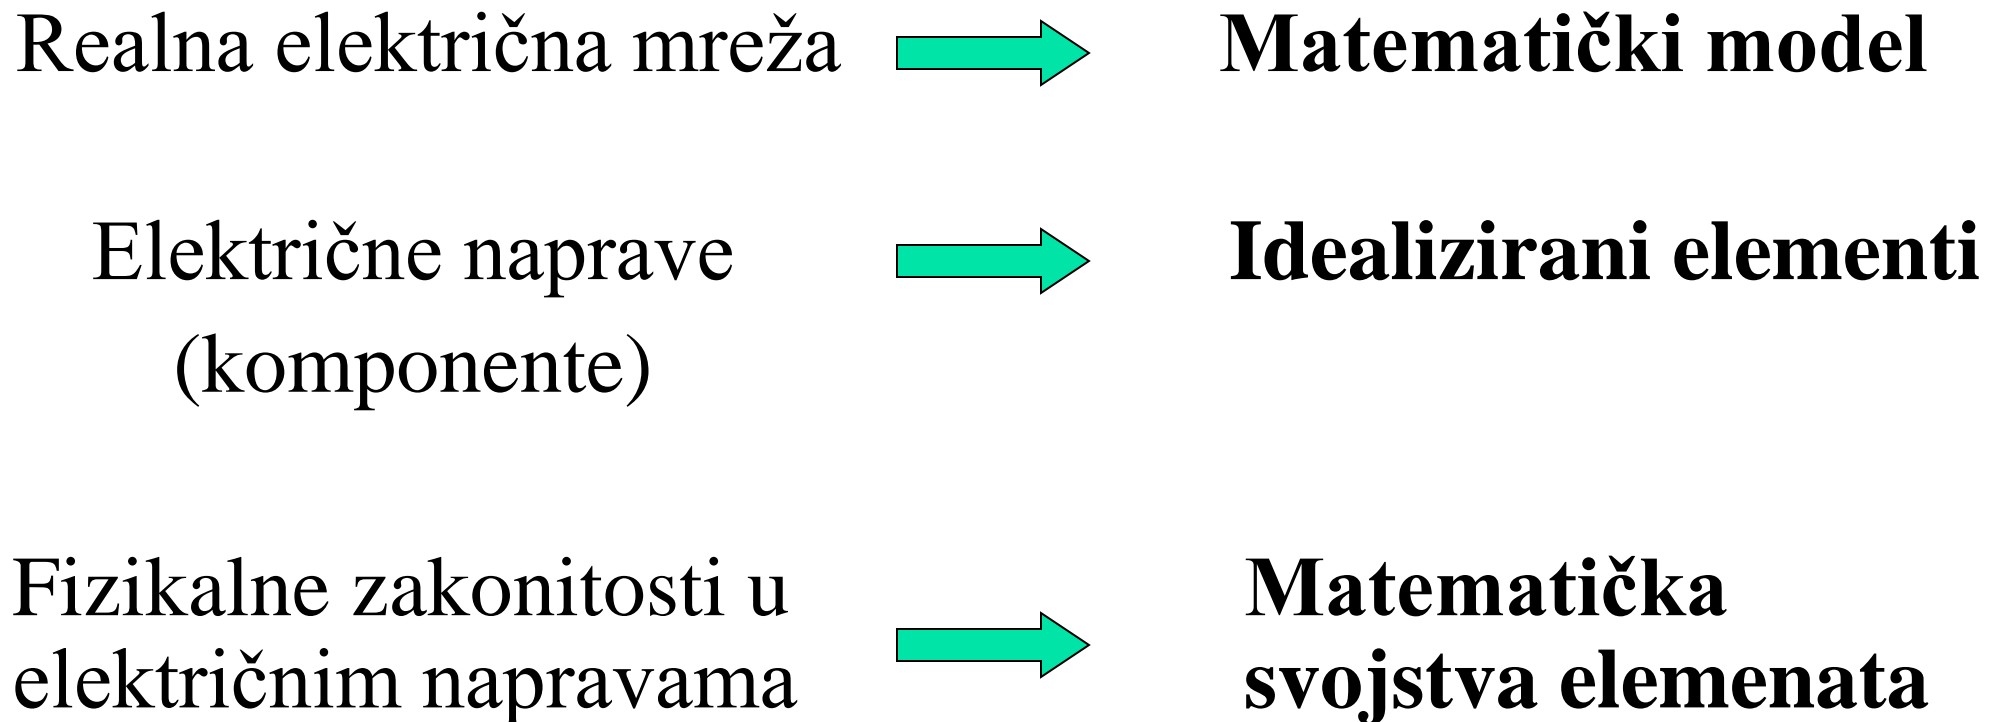 Realna električna mreža
Matematički model
Električne naprave
Idealizirani elementi
(komponente)
Fizikalne zakonitosti u
električnim napravama
Matematička
svojstva elemenata